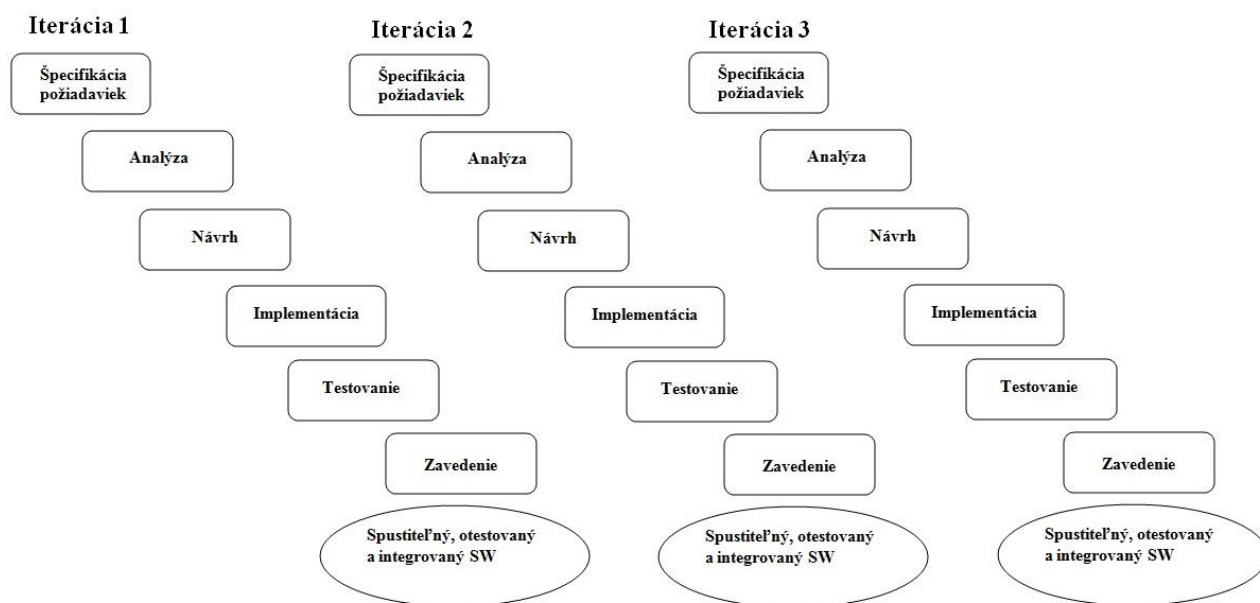 Iterácia 1
Špecifikácia
požiadaviek
Analýza
Návrh
Implementácia
Testovanie
Zavedenie
Spustiteľný, otestovaný
a integrovaný SW
Iterácia 2
Špecifikácia
požiadaviek
Analýza
Návrh
Implementácia
Testovanie
Zavedenie
Spustiteľný, otestovaný
a integrovaný SW
Iterácia 3
Špecifikácia
požiadaviek
Analýza
Návrh
Implementácia
Testovanie
Zavedenie
Spustiteľný, otestovaný
a integrovaný SW